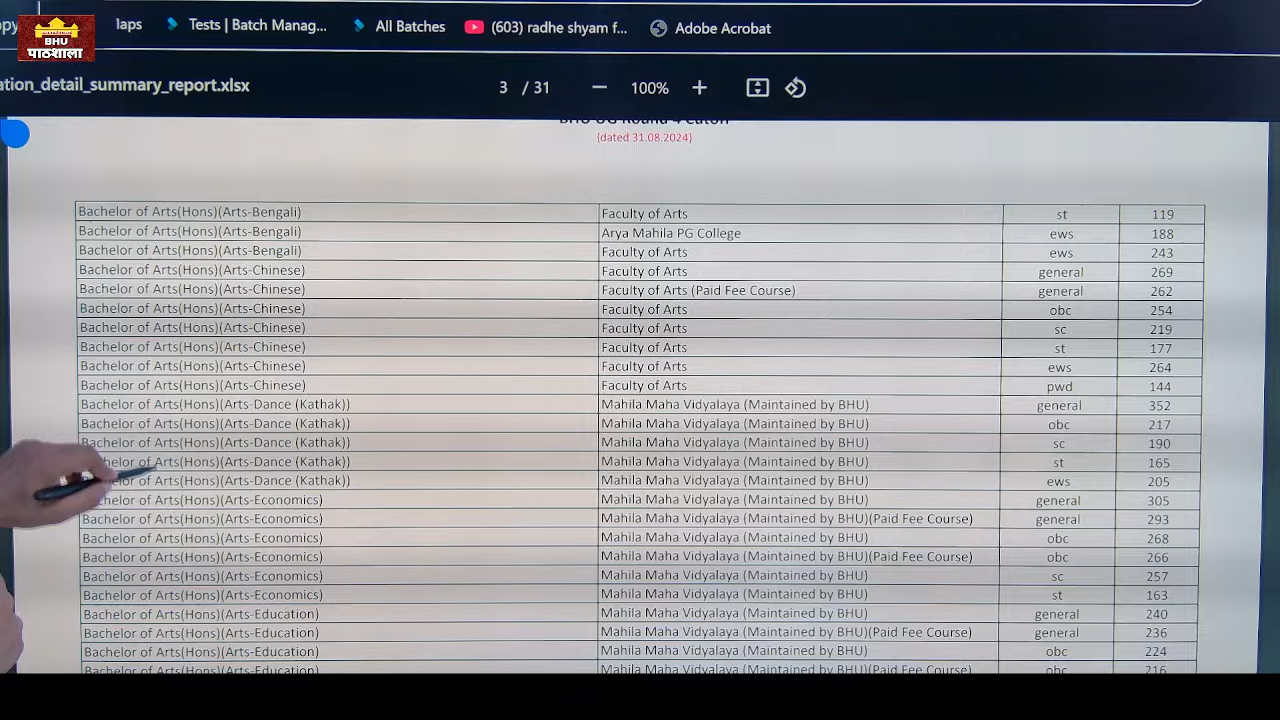 laps
Tests | Batch Manag...
All Batches
(603) radhe shyam f...
Adobe Acrobat
BHU
पाठशाला
ation_detail_summary_report.xlsx
3 / 31
100%
BHU UG Round 4 Cutoff
(dated 31.08.2024)
Bachelor of Arts(Hons)(Arts-Bengali) Faculty of Arts st 119
Bachelor of Arts(Hons)(Arts-Bengali) Arya Mahila PG College ews 188
Bachelor of Arts(Hons)(Arts-Bengali) Faculty of Arts ews 243
Bachelor of Arts(Hons)(Arts-Chinese) Faculty of Arts general 269
Bachelor of Arts(Hons)(Arts-Chinese) Faculty of Arts (Paid Fee Course) general 262
Bachelor of Arts(Hons)(Arts-Chinese) Faculty of Arts obc 254
Bachelor of Arts(Hons)(Arts-Chinese) Faculty of Arts sc 219
Bachelor of Arts(Hons)(Arts-Chinese) Faculty of Arts st 177
Bachelor of Arts(Hons)(Arts-Chinese) Faculty of Arts ews 264
Bachelor of Arts(Hons)(Arts-Chinese) Faculty of Arts pwd 144
Bachelor of Arts(Hons)(Arts-Dance (Kathak)) Mahila Maha Vidyalaya (Maintained by BHU) general 352
Bachelor of Arts(Hons)(Arts-Dance (Kathak)) Mahila Maha Vidyalaya (Maintained by BHU) obc 217
Bachelor of Arts(Hons)(Arts-Dance (Kathak)) Mahila Maha Vidyalaya (Maintained by BHU) sc 190
helor of Arts(Hons)(Arts-Dance (Kathak)) Mahila Maha Vidyalaya (Maintained by BHU) st 165
elor of Arts(Hons)(Arts-Dance (Kathak)) Mahila Maha Vidyalaya (Maintained by BHU) ews 205
Bachelor of Arts(Hons)(Arts-Economics) Mahila Maha Vidyalaya (Maintained by BHU) general 305
Bachelor of Arts(Hons)(Arts-Economics) Mahila Maha Vidyalaya (Maintained by BHU)(Paid Fee Course) general 293
Bachelor of Arts(Hons)(Arts-Economics) Mahila Maha Vidyalaya (Maintained by BHU) obc 268
Bachelor of Arts(Hons)(Arts-Economics) Mahila Maha Vidyalaya (Maintained by BHU)(Paid Fee Course) obc 266
Bachelor of Arts(Hons)(Arts-Economics) Mahila Maha Vidyalaya (Maintained by BHU) sc 257
Bachelor of Arts(Hons)(Arts-Economics) Mahila Maha Vidyalaya (Maintained by BHU) st 163
Bachelor of Arts(Hons)(Arts-Education) Mahila Maha Vidyalaya (Maintained by BHU) general 240
Bachelor of Arts(Hons)(Arts-Education) Mahila Maha Vidyalaya (Maintained by BHU)(Paid Fee Course) general 236
Bachelor of Arts(Hons)(Arts-Education) Mahila Maha Vidyalaya (Maintained by BHU) obc 224
Bachelor of Arts(Hons)(Arts-Education) Mahila Maha Vidyalaya (Maintained by BHU)(Paid Fee Course) obc 216